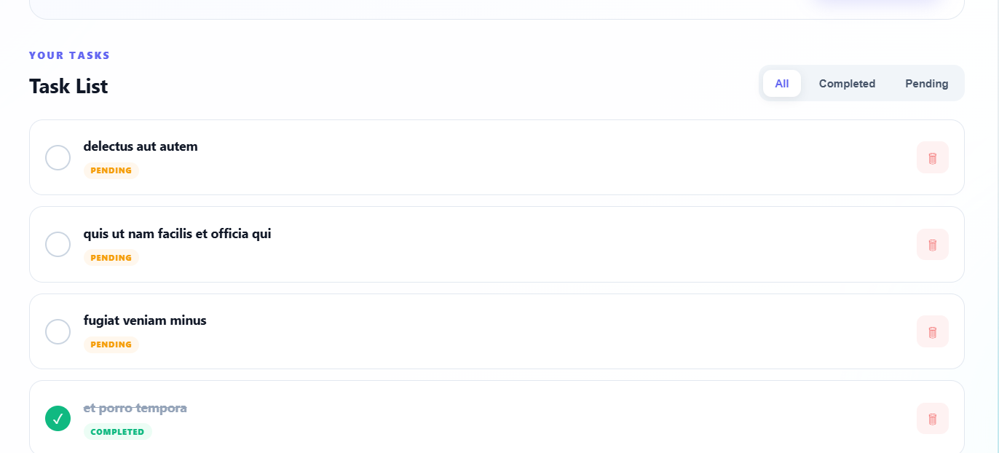 YOUR TASKS
Task List
All Completed Pending
delectus aut autem
PENDING
quis ut nam facilis et officia qui
PENDING
fugiat veniam minus
PENDING
et porro tempora
COMPLETED